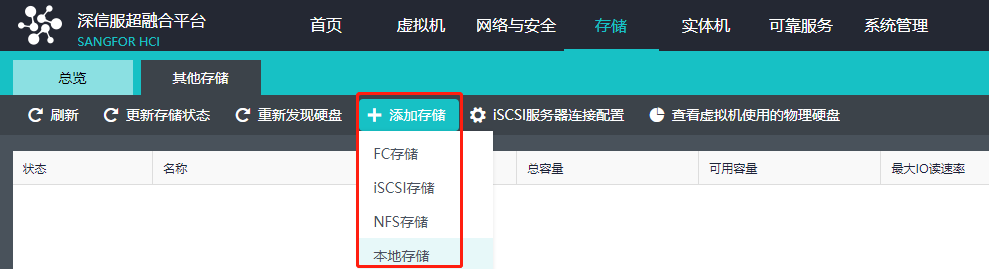 深信服超融合平台
SANGFOR HCI
首页 虚拟机 网络与安全 存储 实体机 可靠服务 系统管理
总览 其他存储
刷新 更新存储状态 重新发现硬盘 添加存储 iSCSI服务器连接配置 查看虚拟机使用的物理硬盘
状态 名称 总容量 可用容量 最大IO读速率
FC存储
iSCSI存储
NFS存储
本地存储